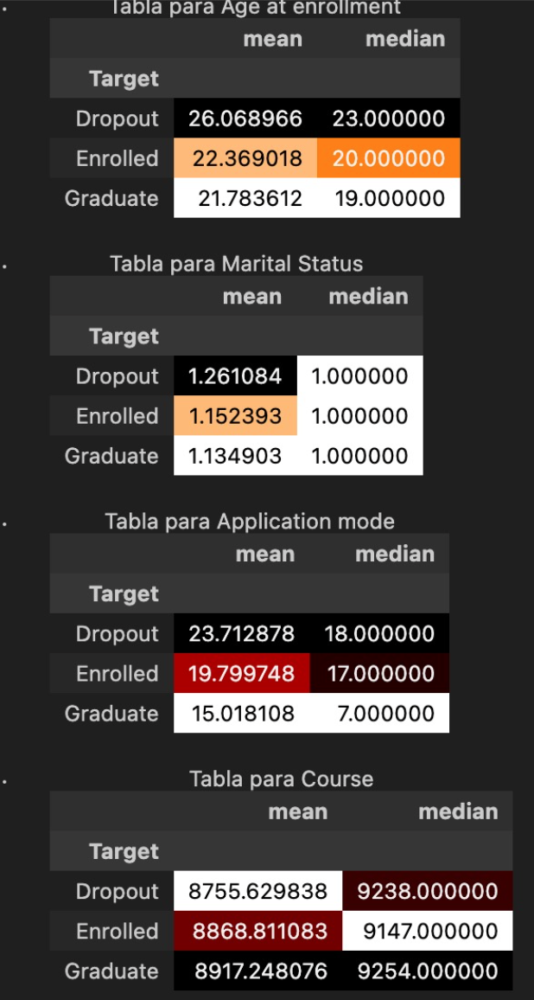 Tabla para Age at enrollment
mean median
Target
Dropout 26.068966 23.000000
Enrolled 22.369018 20.000000
Graduate 21.783612 19.000000
Tabla para Marital Status
mean median
Target
Dropout 1.261084 1.000000
Enrolled 1.152393 1.000000
Graduate 1.134903 1.000000
Tabla para Application mode
mean median
Target
Dropout 23.712878 18.000000
Enrolled 19.799748 17.000000
Graduate 15.018108 7.000000
Tabla para Course
mean median
Target
Dropout 8755.629838 9238.000000
Enrolled 8868.811083 9147.000000
Graduate 8917.248076 9254.000000